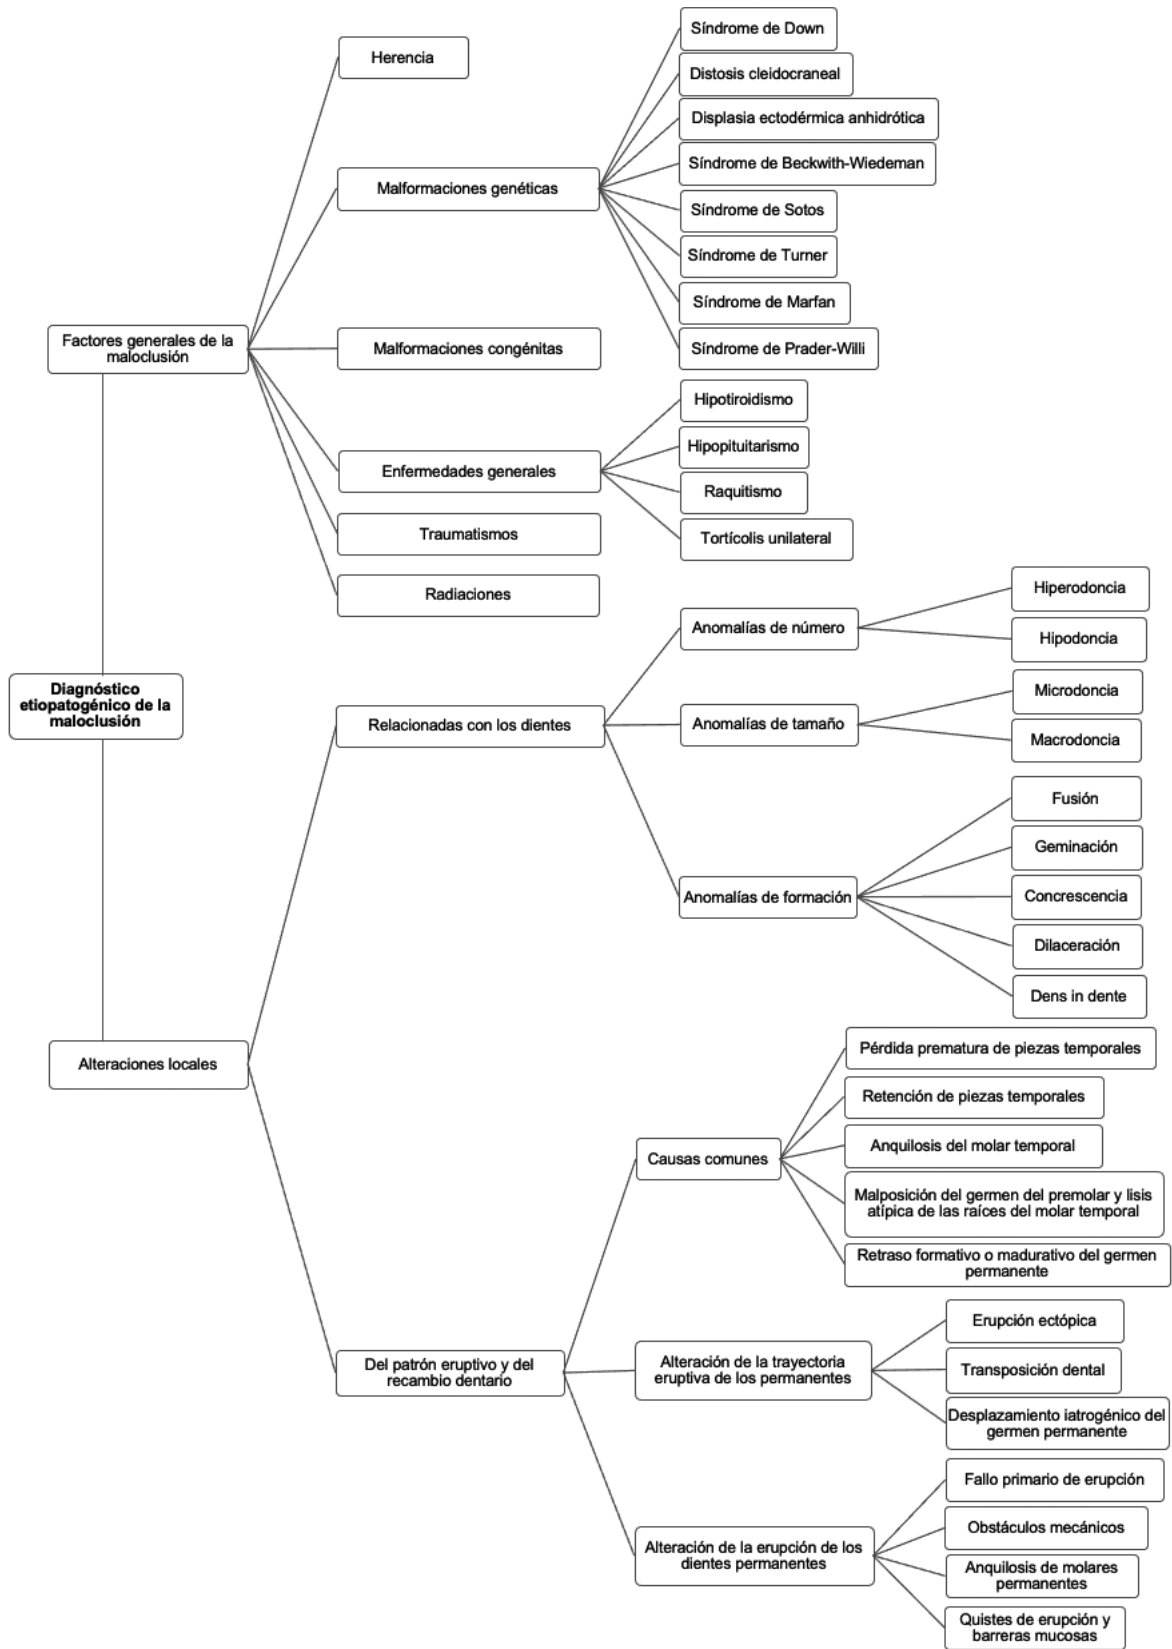 Síndrome de Down
Herencia
Distosis cleidocraneal
Displasia ectodérmica anhidrótica
Síndrome de Beckwith-Wiedeman
Malformaciones genéticas
Síndrome de Sotos
Síndrome de Turner
Síndrome de Marfan
Factores generales de la
maloclusión
Malformaciones congénitas
Síndrome de Prader-Willi
Hipotiroidismo
Hipopituitarismo
Enfermedades generales
Raquitismo
Traumatismos
Tortícolis unilateral
Radiaciones
Hiperodoncia
Anomalías de número
Hipodoncia
Diagnóstico
etiopatogénico de la
maloclusión
Microdoncia
Relacionadas con los dientes
Anomalías de tamaño
Macrodoncia
Fusión
Geminación
Anomalías de formación
Concrescencia
Dilaceración
Dens in dente
Alteraciones locales
Pérdida prematura de piezas temporales
Retención de piezas temporales
Causas comunes
Anquilosis del molar temporal
Malposición del germen del premolar y lisis
atípica de las raíces del molar temporal
Retraso formativo o madurativo del germen
permanente
Erupción ectópica
Del patrón eruptivo y del
recambio dentario
Alteración de la trayectoria
eruptiva de los permanentes
Transposición dental
Desplazamiento iatrogénico del
germen permanente
Fallo primario de erupción
Obstáculos mecánicos
Alteración de la erupción de los
dientes permanentes
Anquilosis de molares
permanentes
Quistes de erupción y
barreras mucosas